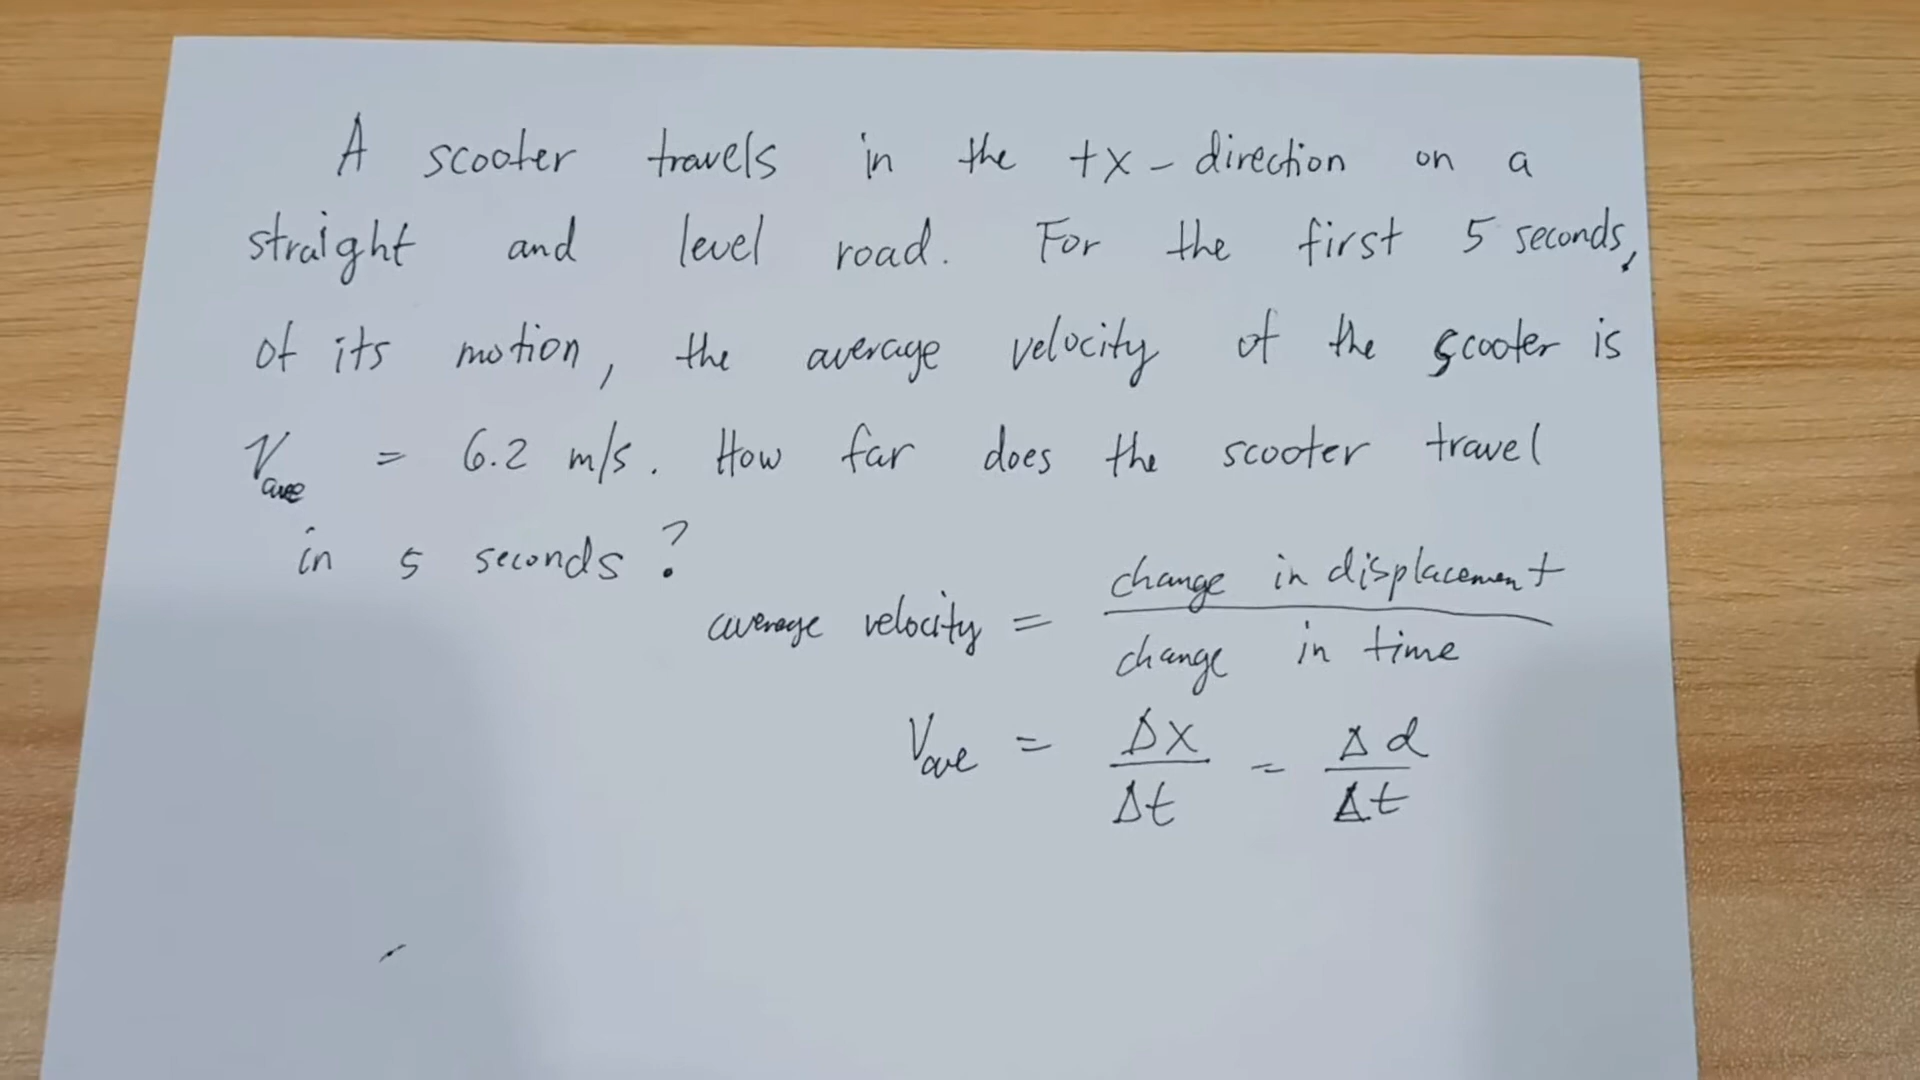 A scooter travels in the +x-direction on a
straight and level road. For the first 5 seconds,
of its motion, the average velocity of the scooter is
Vave = 6.2 m/s. How far does the scooter travel
in 5 seconds?
average velocity = change in displacement / change in time
Vave = Δx / Δt = Δd / Δt